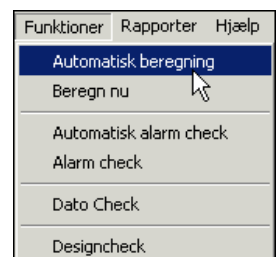 Funktioner Rapporter Hjælp
Automatisk beregning
Beregn nu
Automatisk alarm check
Alarm check
Dato Check
Designcheck